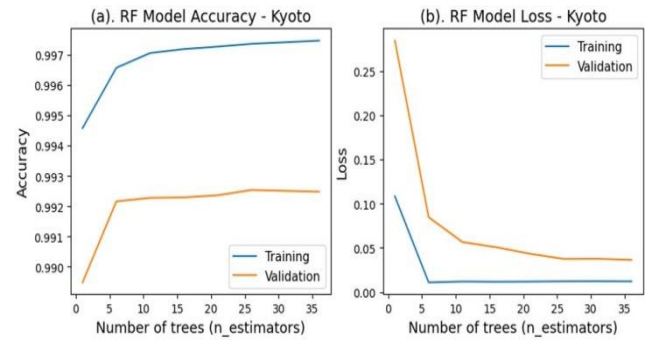 (a). RF Model Accuracy - Kyoto
Accuracy
0.997
0.996
0.995
0.994
0.993
0.992
0.991
0.990
Training
Validation
0 5 10 15 20 25 30 35
Number of trees (n_estimators)
(b). RF Model Loss - Kyoto
Loss
0.25
0.20
0.15
0.10
0.05
0.00
Training
Validation
0 5 10 15 20 25 30 35
Number of trees (n_estimators)